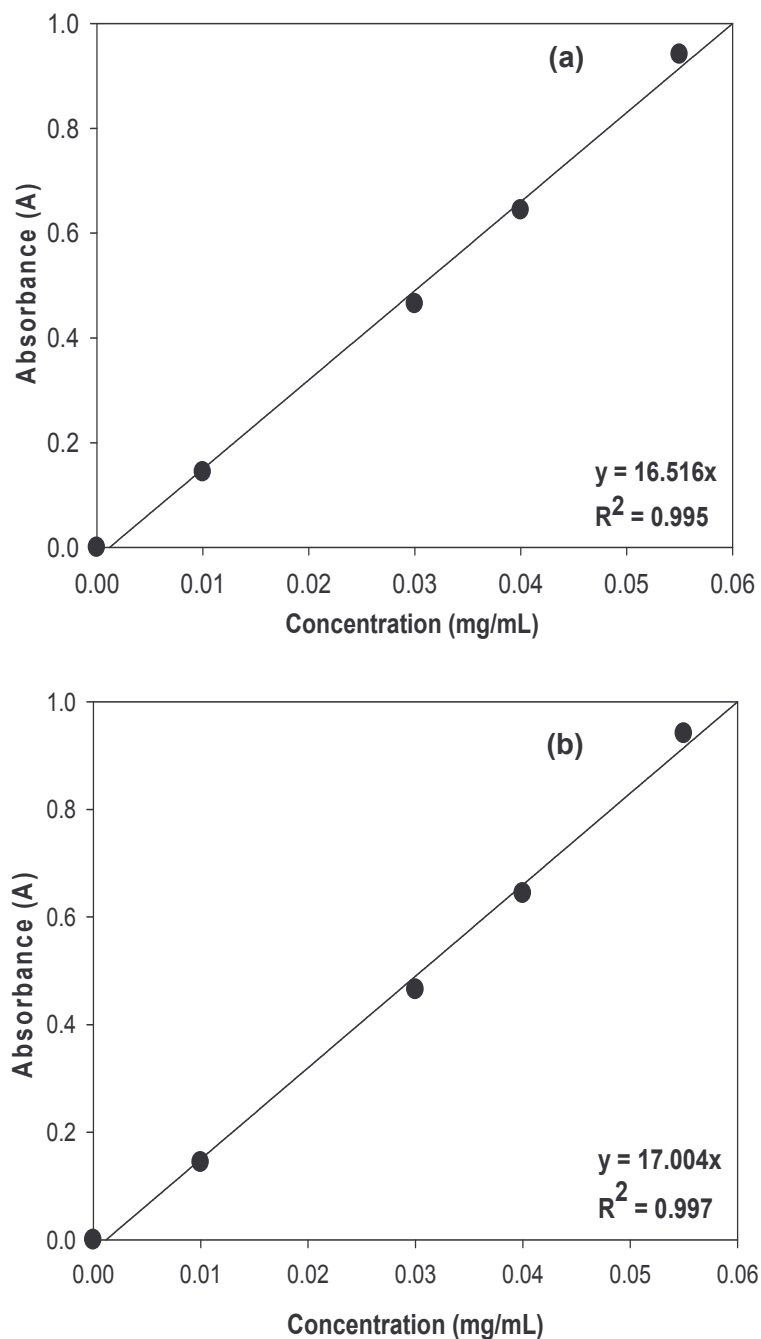 (a)
1.0
0.8
0.6
0.4
0.2
0.0
Absorbance (A)
y = 16.516x
R² = 0.995
0.00 0.01 0.02 0.03 0.04 0.05 0.06
Concentration (mg/mL)
(b)
1.0
0.8
0.6
0.4
0.2
0.0
Absorbance (A)
y = 17.004x
R² = 0.997
0.00 0.01 0.02 0.03 0.04 0.05 0.06
Concentration (mg/mL)